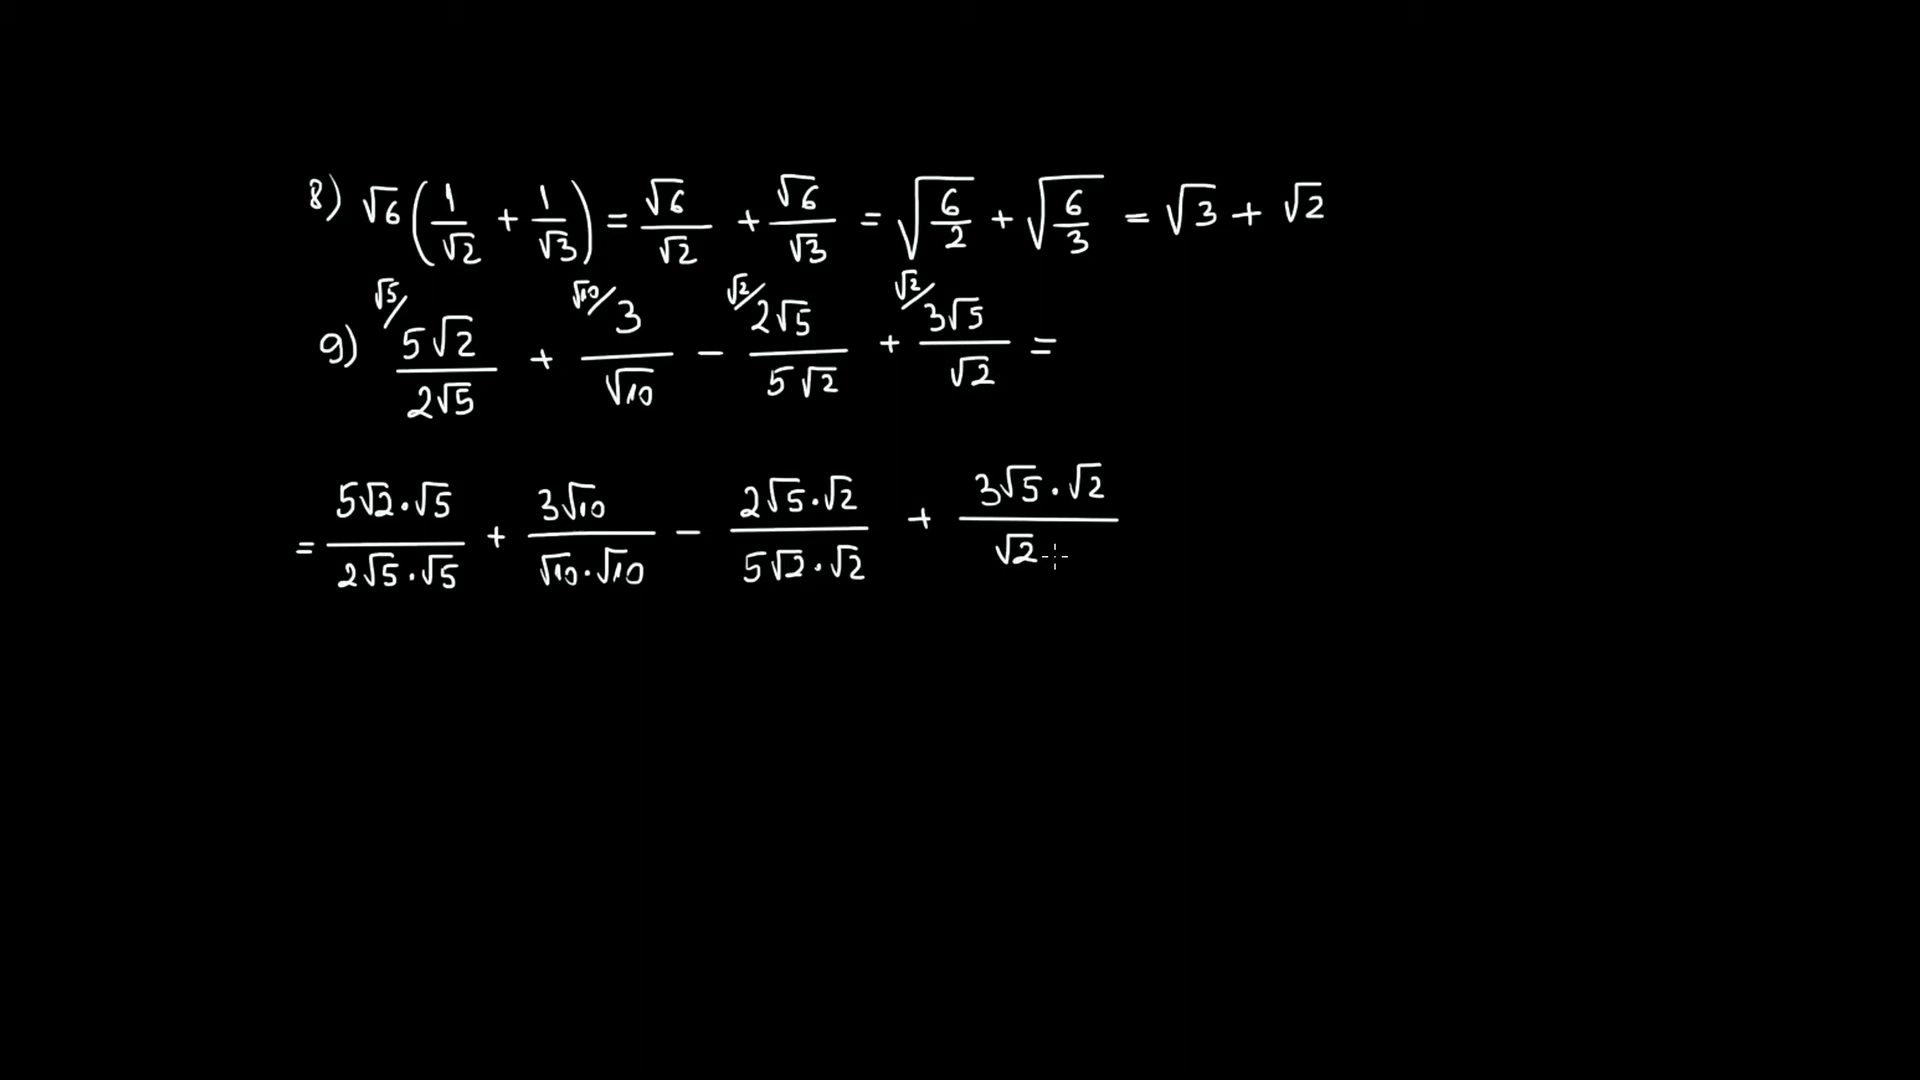 8) √6(1/√2 + 1/√3) = √6/√2 + √6/√3 = √(6/2) + √(6/3) = √3 + √2
9) √5/ 5√2/2√5 + √10/ 3/√10 − √2/ 2√5/5√2 + √2/ 3√5/√2 =
= 5√2·√5/2√5·√5 + 3√10/√10·√10 − 2√5·√2/5√2·√2 + 3√5·√2/√2